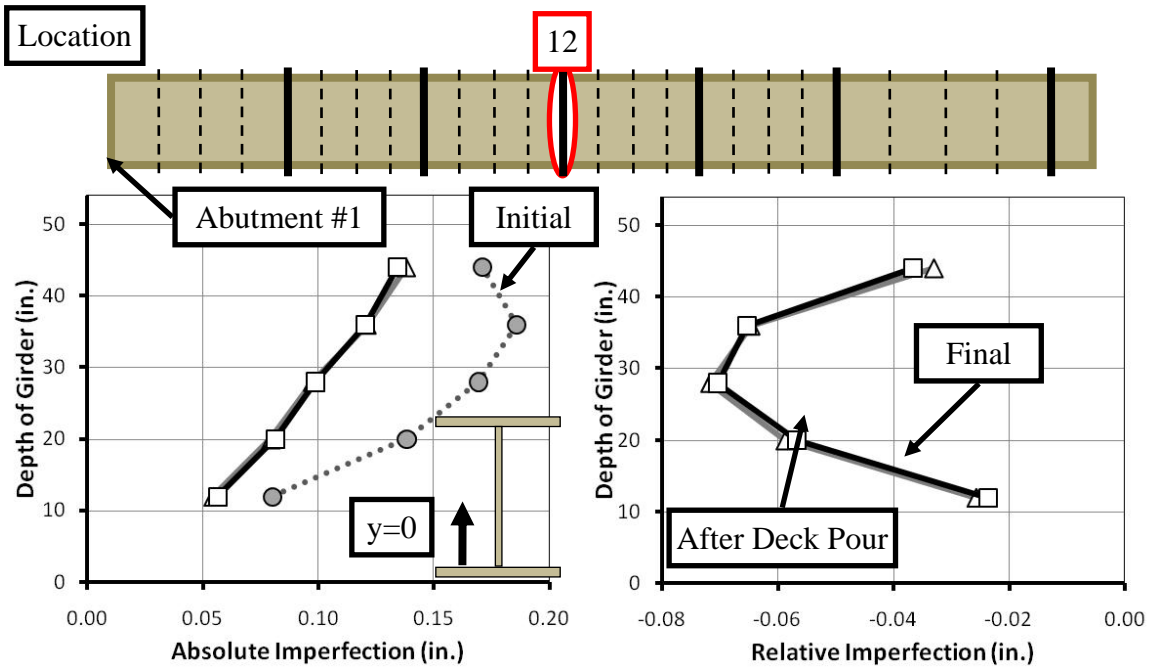 Location
12
Abutment #1
Initial
50
40
30
20
10
0
Depth of Girder (in.)
y=0
0.00
0.05
0.10
0.15
0.20
Absolute Imperfection (in.)
50
40
30
20
10
0
Depth of Girder (in.)
Final
After Deck Pour
-0.08
-0.06
-0.04
-0.02
0.00
Relative Imperfection (in.)